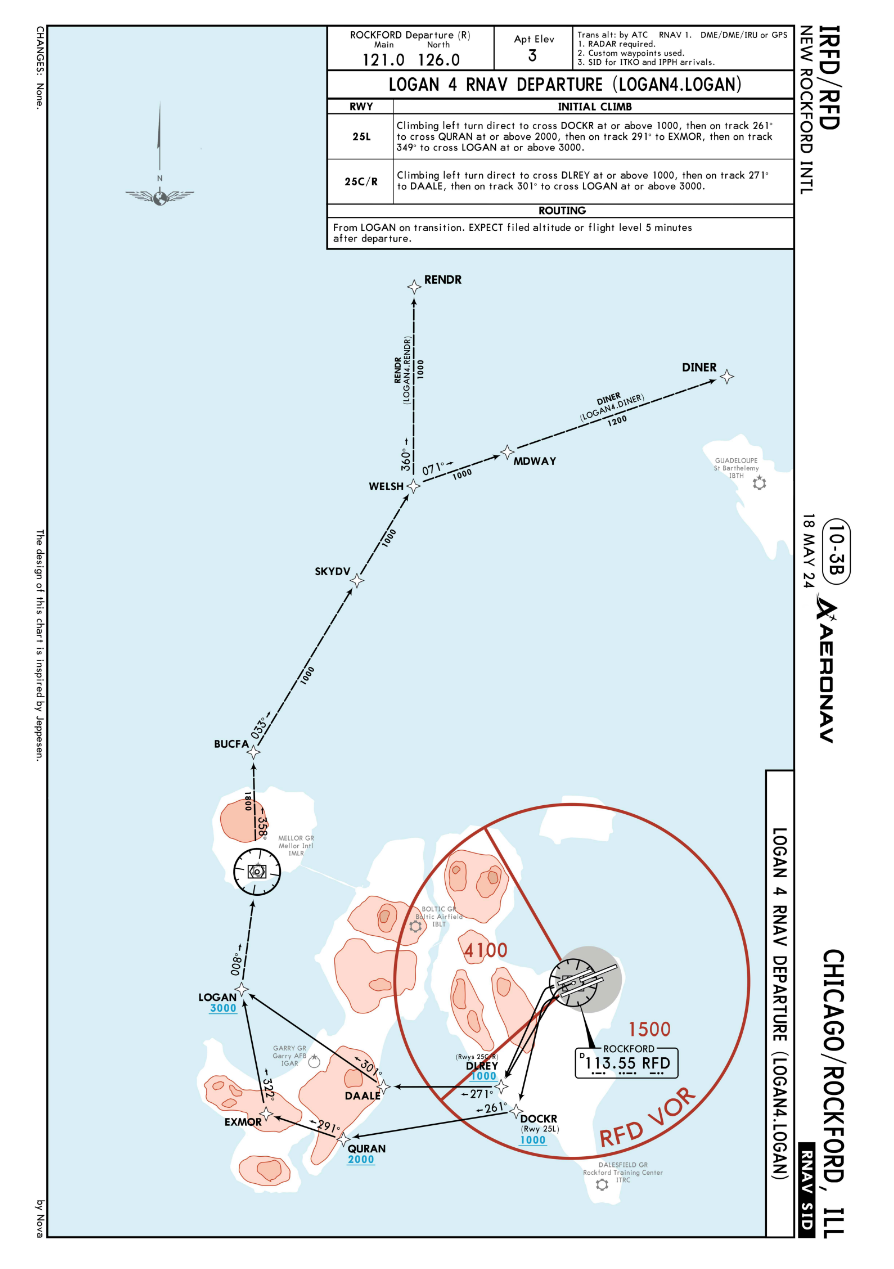 IRFD/RFD
NEW ROCKFORD INTL
10-3B
18 MAY 24
AERONAV
CHICAGO/ROCKFORD, ILL
RNAV SID
LOGAN 4 RNAV DEPARTURE (LOGAN4.LOGAN)
ROCKFORD Departure (R)
Main North
121.0 126.0
Apt Elev
3
Trans alt: by ATC RNAV 1. DME/DME/IRU or GPS
1. RADAR required.
2. Custom waypoints used.
3. SID for ITKO and IPPH arrivals.
LOGAN 4 RNAV DEPARTURE (LOGAN4.LOGAN)
RWY INITIAL CLIMB
25L
Climbing left turn direct to cross DOCKR at or above 1000, then on track 261°
to cross QURAN at or above 2000, then on track 291° to EXMOR, then on track
349° to cross LOGAN at or above 3000.
25C/R
Climbing left turn direct to cross DLREY at or above 1000, then on track 271°
to DAALE, then on track 301° to cross LOGAN at or above 3000.
ROUTING
From LOGAN on transition. EXPECT filed altitude or flight level 5 minutes
after departure.
N
RENDR
RENDR
(LOGAN4.RENDR)
1000
360°
DINER
DINER
(LOGAN4.DINER)
1200
MDWAY
071°
1000
WELSH
GUADELOUPE
St Barthelemy
IBTH
1000
SKYDV
1000
033°
BUCFA
1800
358°
MELLOR GR
Mellor Intl
IMLR
BOLTIC GR
Boltic Airfield
IBLT
4100
008°
LOGAN
3000
1500
ROCKFORD
D
113.55 RFD
GARRY GR
Garry AFB
IGAR
301°
(Rwys 25C/R)
DLREY
1000
271°
DAALE
322°
261°
EXMOR
291°
DOCKR
(Rwy 25L)
1000
QURAN
2000
RFD VOR
DALESFIELD GR
Rockford Training Center
ITRC
CHANGES: None.
The design of this chart is inspired by Jeppesen.
by Nova